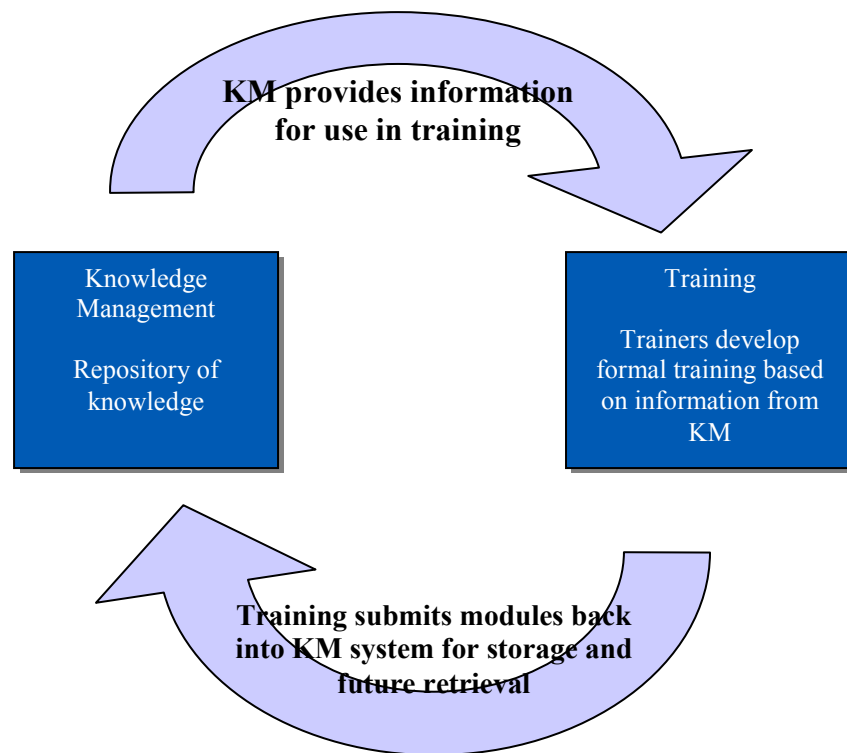 KM provides information
for use in training
Knowledge
Management
Repository of
knowledge
Training
Trainers develop
formal training based
on information from
KM
Training submits modules back
into KM system for storage and
future retrieval